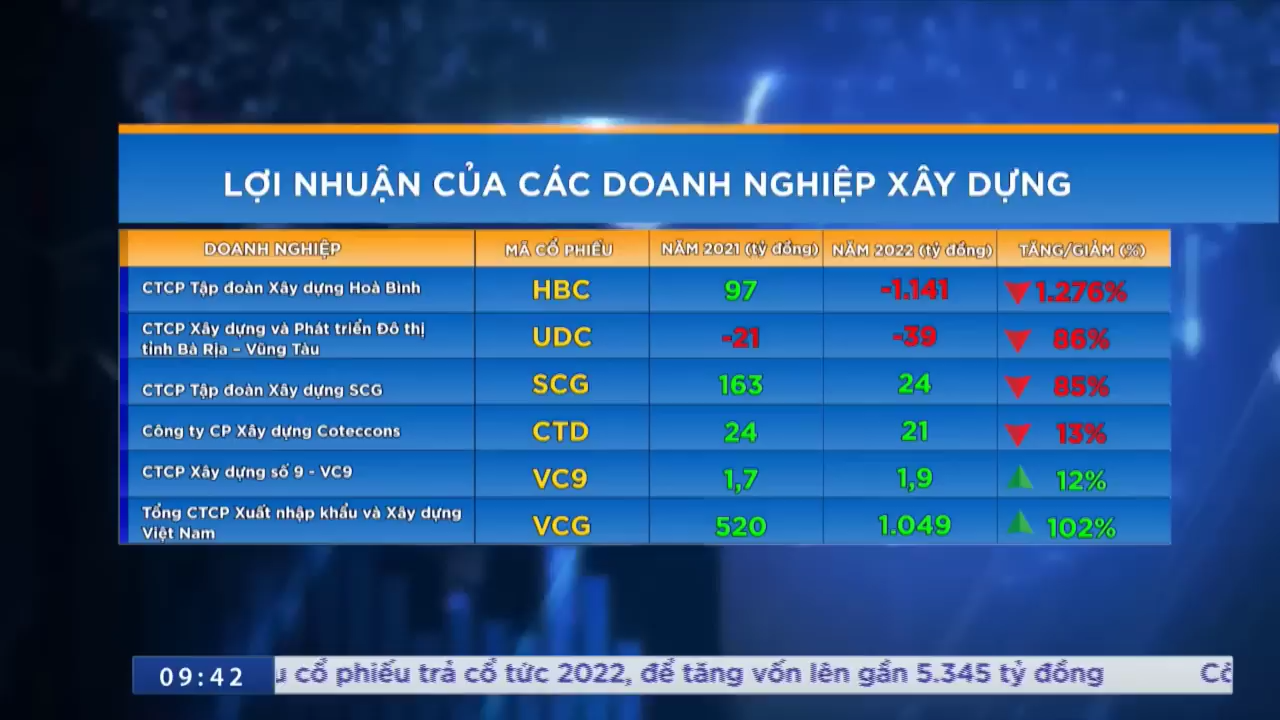 LỢI NHUẬN CỦA CÁC DOANH NGHIỆP XÂY DỰNG
DOANH NGHIỆP MÃ CỔ PHIẾU NĂM 2021 (tỷ đồng) NĂM 2022 (tỷ đồng) TĂNG/GIẢM (%)
CTCP Tập đoàn Xây dựng Hoà Bình HBC 97 -1.141 1.276%
CTCP Xây dựng và Phát triển Đô thị
tỉnh Bà Rịa – Vũng Tàu UDC -21 -39 86%
CTCP Tập đoàn Xây dựng SCG SCG 163 24 85%
Công ty CP Xây dựng Coteccons CTD 24 21 13%
CTCP Xây dựng số 9 - VC9 VC9 1,7 1,9 12%
Tổng CTCP Xuất nhập khẩu và Xây dựng
Việt Nam VCG 520 1.049 102%
09:42 cổ phiếu trả cổ tức 2022, để tăng vốn lên gần 5.345 tỷ đồng